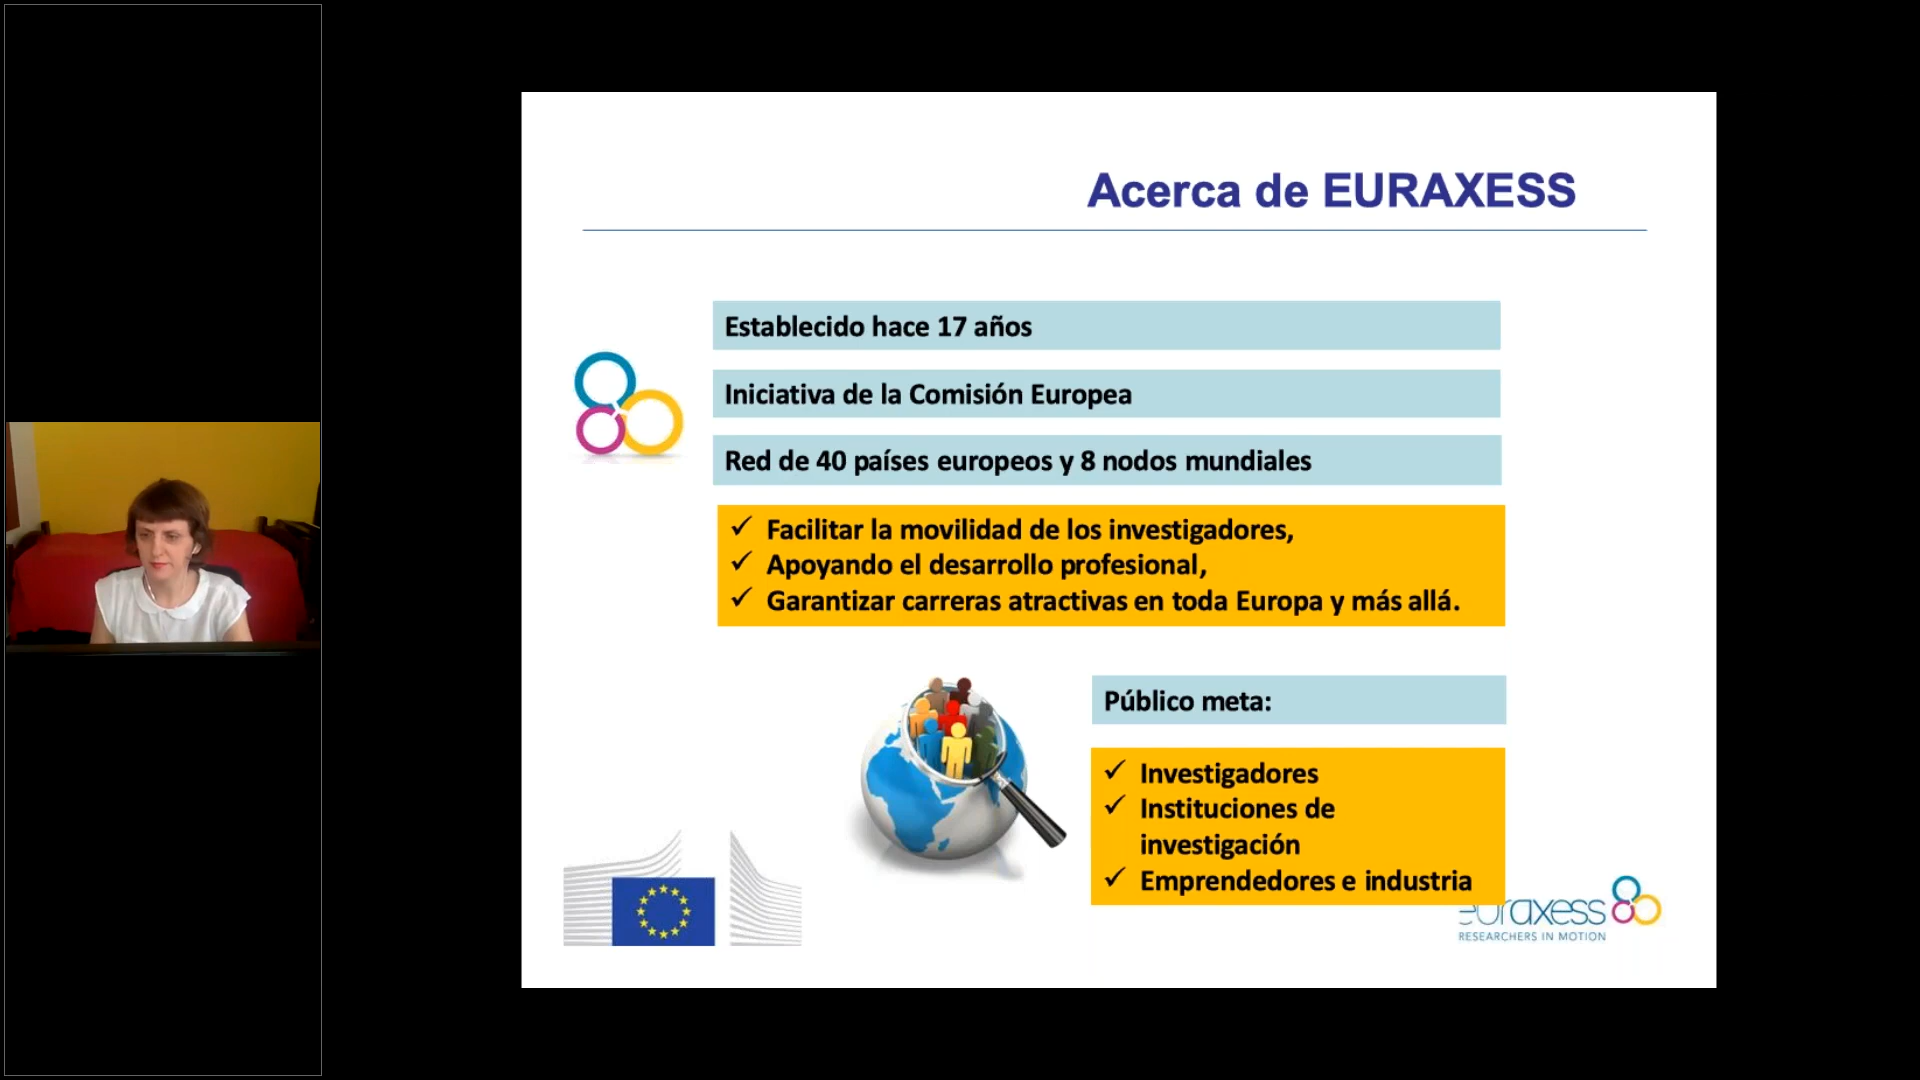 Acerca de EURAXESS
Establecido hace 17 años
Iniciativa de la Comisión Europea
Red de 40 países europeos y 8 nodos mundiales
✓ Facilitar la movilidad de los investigadores,
✓ Apoyando el desarrollo profesional,
✓ Garantizar carreras atractivas en toda Europa y más allá.
Público meta:
✓ Investigadores
✓ Instituciones de
investigación
✓ Emprendedores e industria
euraxess
RESEARCHERS IN MOTION